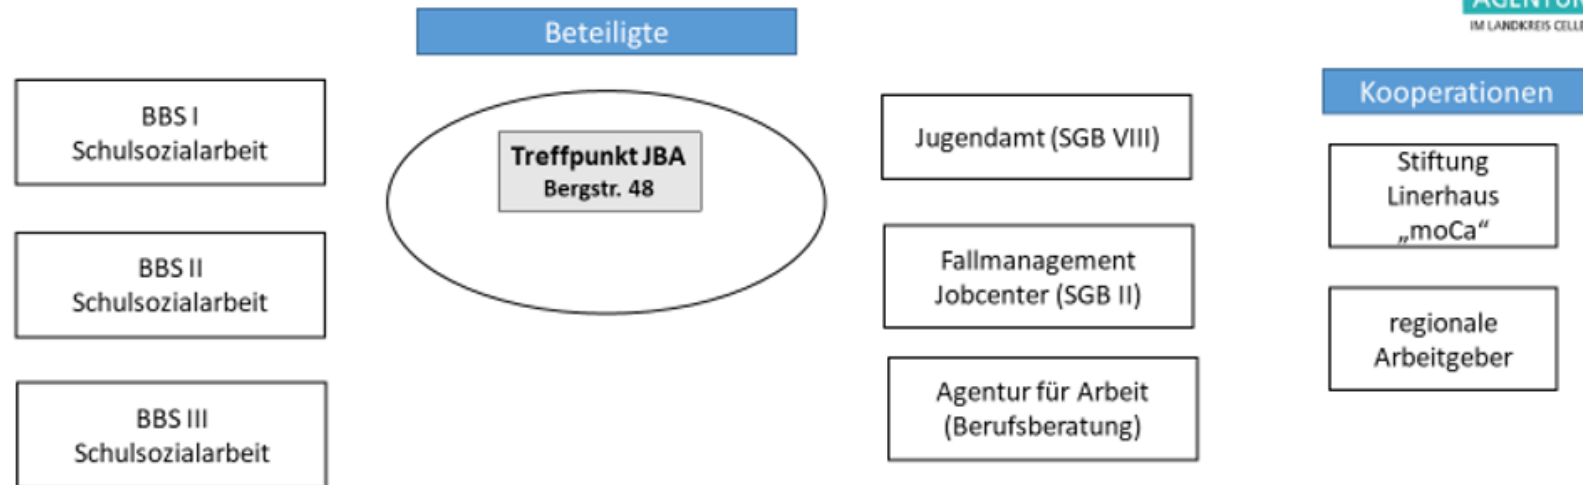 Beteiligte
AGENTUR
IM LANDKREIS CELLE
BBS I
Schulsozialarbeit
BBS II
Schulsozialarbeit
BBS III
Schulsozialarbeit
Treffpunkt JBA
Bergstr. 48
Jugendamt (SGB VIII)
Fallmanagement
Jobcenter (SGB II)
Agentur für Arbeit
(Berufsberatung)
Kooperationen
Stiftung
Linerhaus
„moCa“
regionale
Arbeitgeber